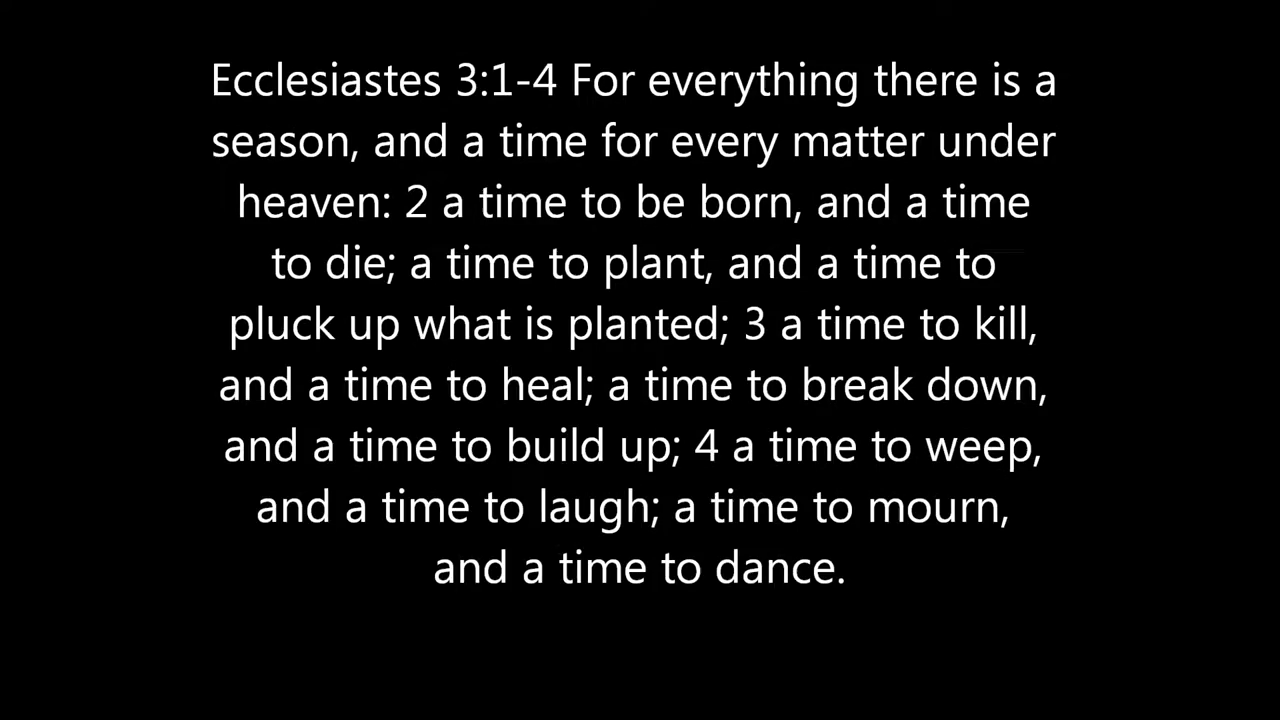 Ecclesiastes 3:1-4 For everything there is a
season, and a time for every matter under
heaven: 2 a time to be born, and a time
to die; a time to plant, and a time to
pluck up what is planted; 3 a time to kill,
and a time to heal; a time to break down,
and a time to build up; 4 a time to weep,
and a time to laugh; a time to mourn,
and a time to dance.